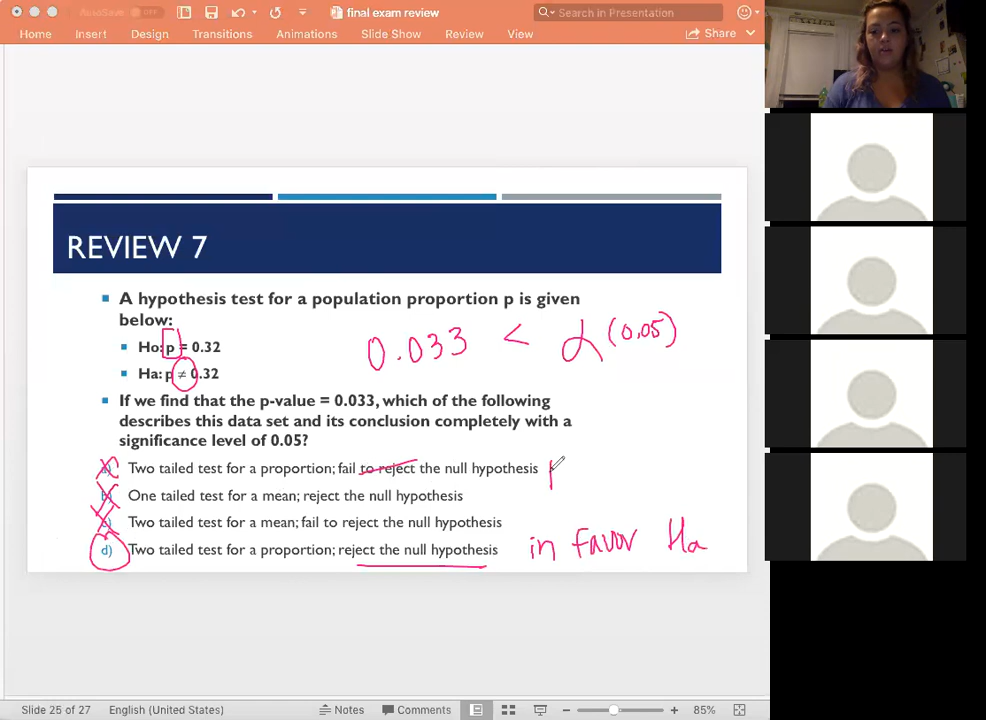 AutoSave OFF final exam review Search in Presentation
Home Insert Design Transitions Animations Slide Show Review View Share
REVIEW 7
A hypothesis test for a population proportion p is given
below:
Ho: p = 0.32
Ha: p ≠ 0.32
0.033 < α (0.05)
If we find that the p-value = 0.033, which of the following
describes this data set and its conclusion completely with a
significance level of 0.05?
Two tailed test for a proportion; fail to reject the null hypothesis
b) One tailed test for a mean; reject the null hypothesis
c) Two tailed test for a mean; fail to reject the null hypothesis
d) Two tailed test for a proportion; reject the null hypothesis in favor Ha
Slide 25 of 27 English (United States) Notes Comments 85%